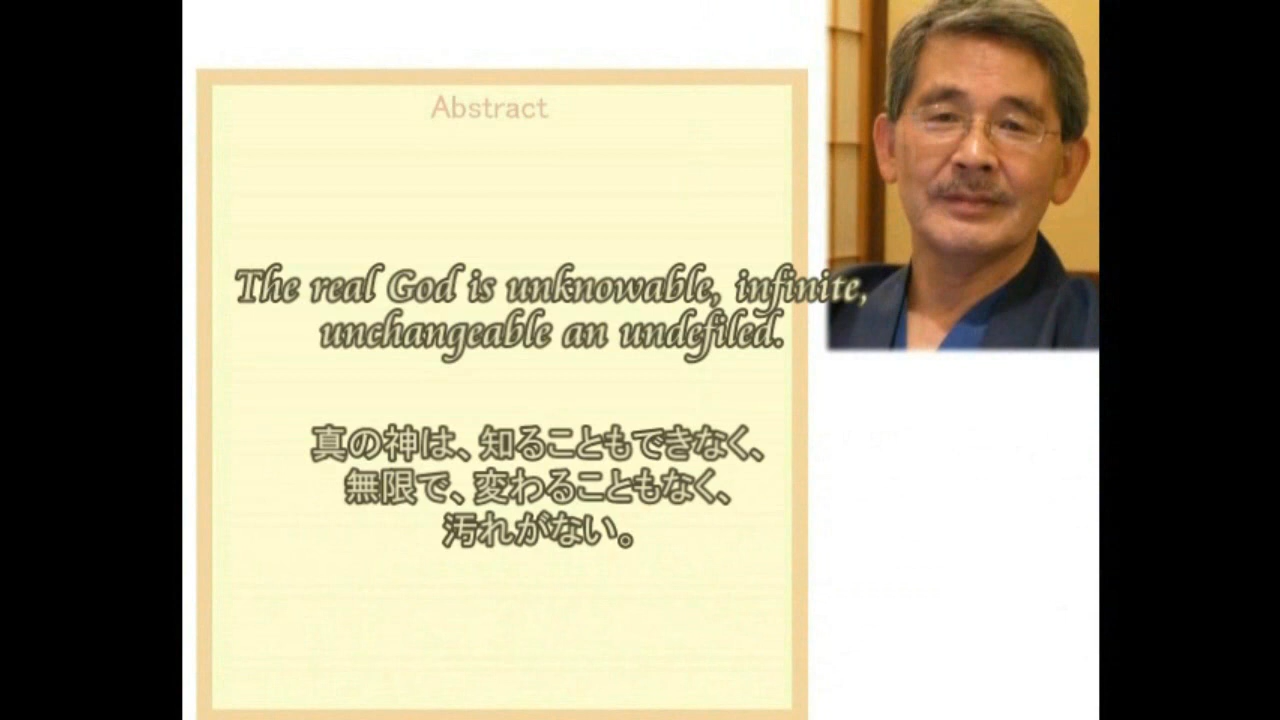 Abstract
The real God is unknowable, infinite,
unchangeable an undefiled.
真の神は、知ることもできなく、
無限で、変わることもなく、
汚れがない。